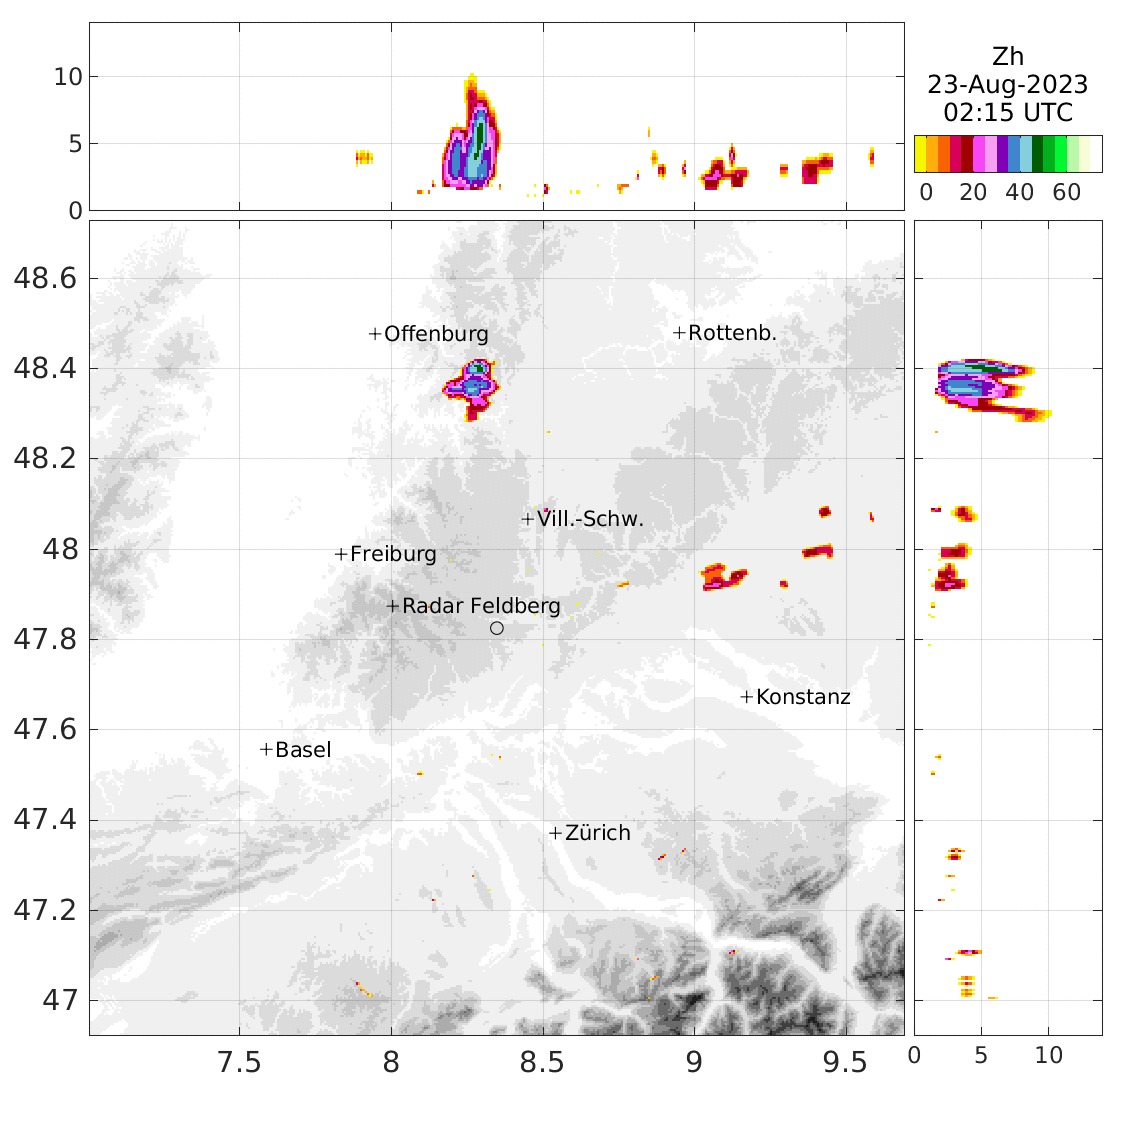 10
5
0
Zh
23-Aug-2023
02:15 UTC
0 20 40 60
48.6
48.4
48.2
48
47.8
47.6
47.4
47.2
47
+Offenburg
+Rottenb.
+Vill.-Schw.
+Freiburg
+Radar Feldberg
+Konstanz
+Basel
+Zürich
7.5 8 8.5 9 9.5
0 5 10